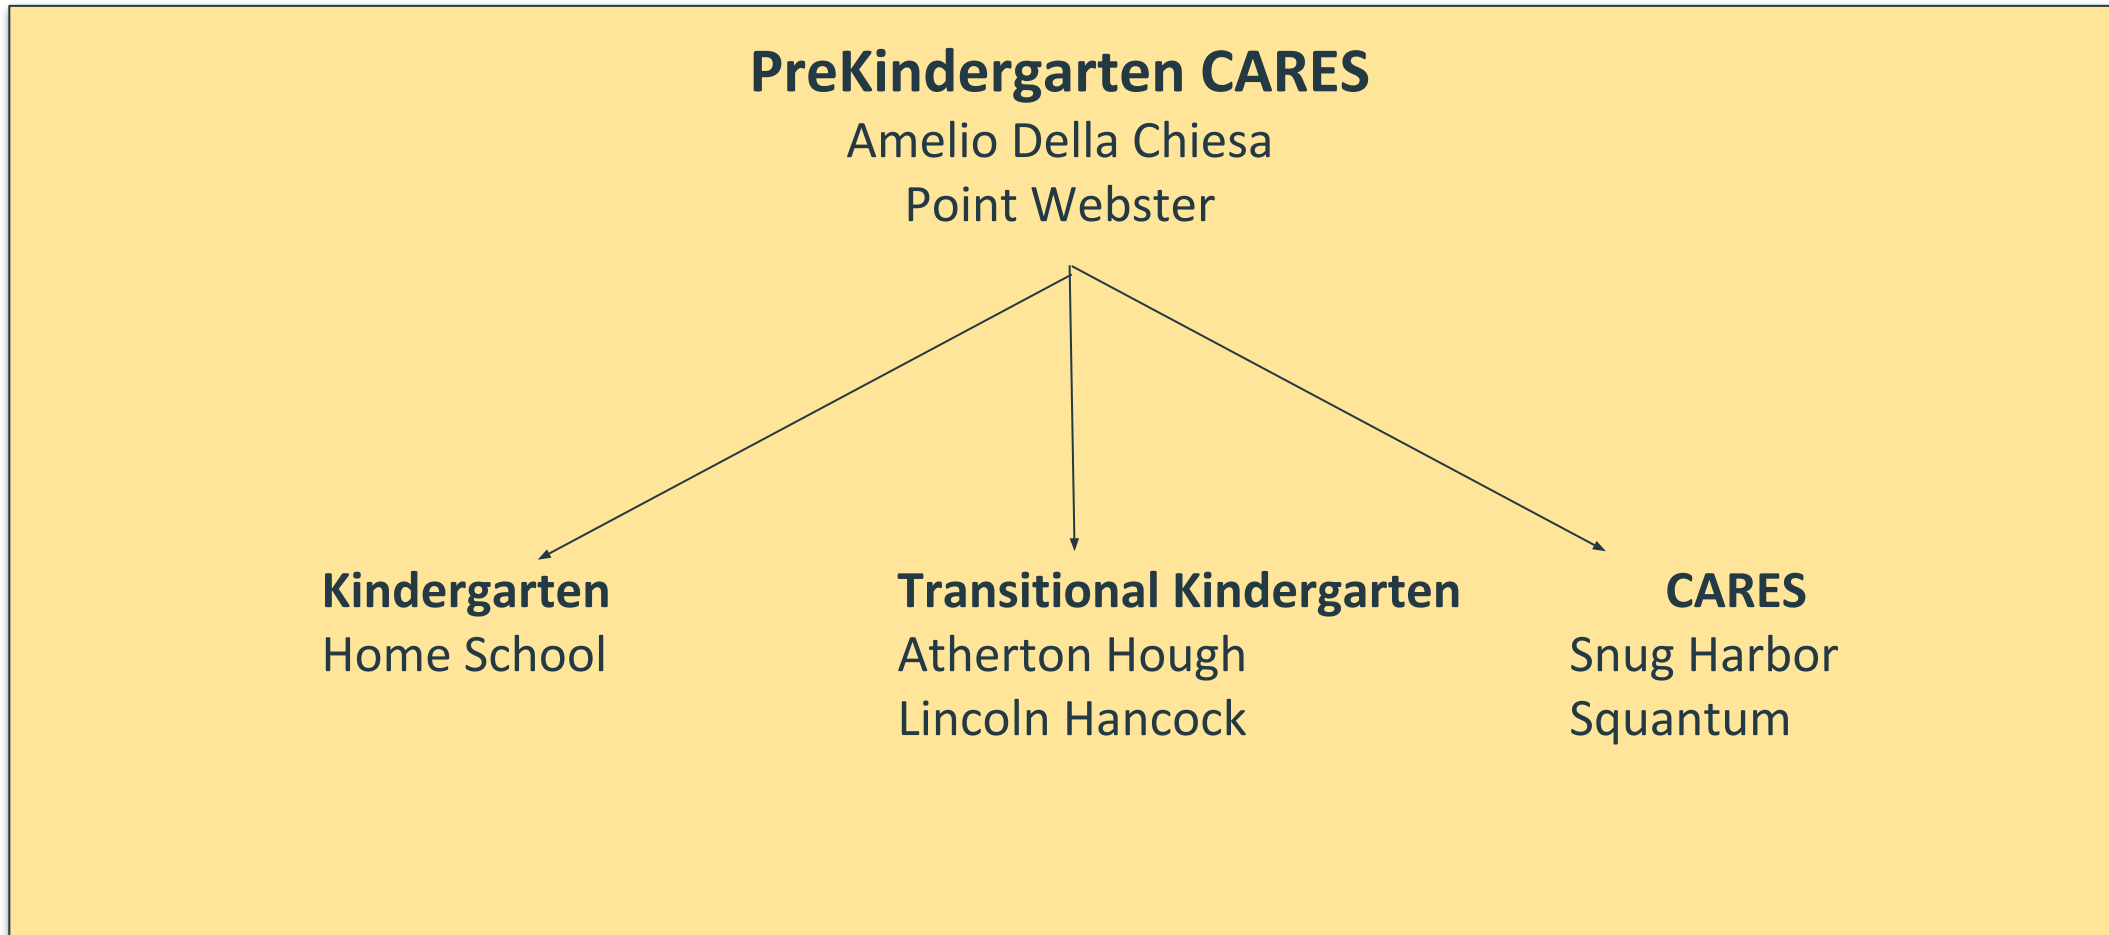 PreKindergarten CARES
Amelio Della Chiesa
Point Webster
Kindergarten
Home School
Transitional Kindergarten
Atherton Hough
Lincoln Hancock
CARES
Snug Harbor
Squantum